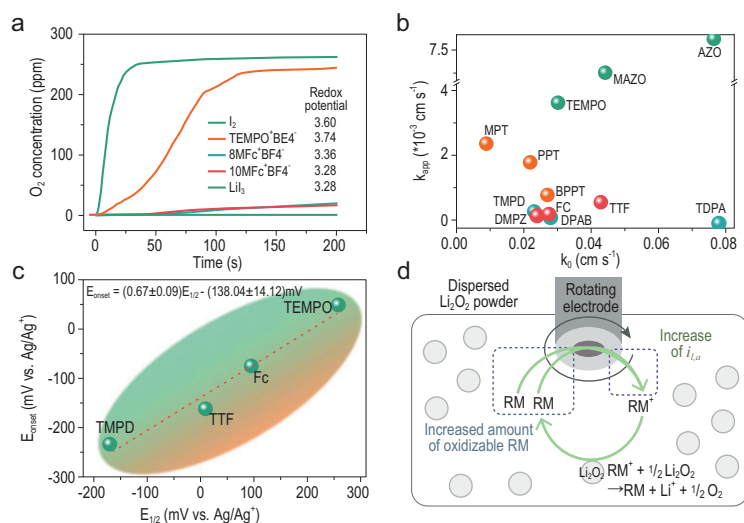 a
O2 concentration (ppm)
300
200
100
0
0 50 100 150 200
Time (s)
Redox
potential
I2 3.60
TEMPO+BE4- 3.74
8MFc+BF4- 3.36
10MFc+BF4- 3.28
LiI3 3.28
b
kapp (*10-3 cm s-1)
7.5
4
2
0
0.00 0.02 0.04 0.06 0.08
k0 (cm s-1)
AZO
MAZO
TEMPO
MPT
PPT
BPPT
TMPD
FC
TTF
DMPZ
DPAB
TDPA
c
Eonset (mV vs. Ag/Ag+)
100
0
-100
-200
-300
-200 -100 0 100 200 300
E1/2 (mV vs. Ag/Ag+)
Eonset = (0.67±0.09)E1/2 - (138.04±14.12)mV
TEMPO
Fc
TTF
TMPD
d
Dispersed
Li2O2 powder
Rotating
electrode
Increase
of il,a
RM RM
RM+
Increased amount
of oxidizable RM
Li2O2 RM+ + 1/2 Li2O2
→RM + Li+ + 1/2 O2